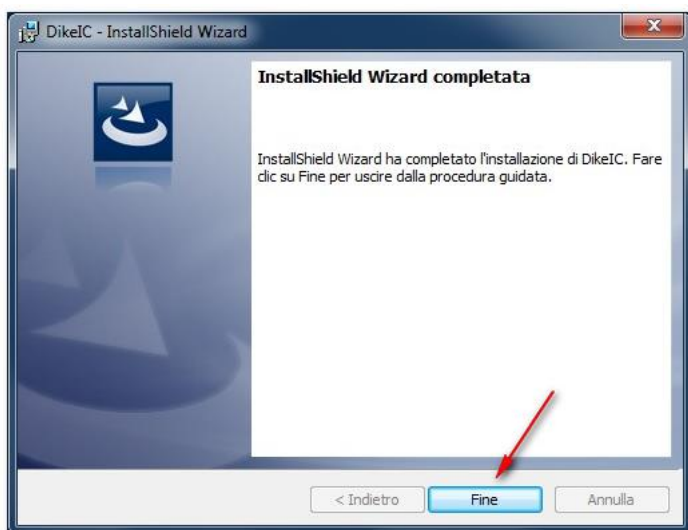 DikeIC - InstallShield Wizard
InstallShield Wizard completata
InstallShield Wizard ha completato l'installazione di DikeIC. Fare
clic su Fine per uscire dalla procedura guidata.
< Indietro
Fine
Annulla